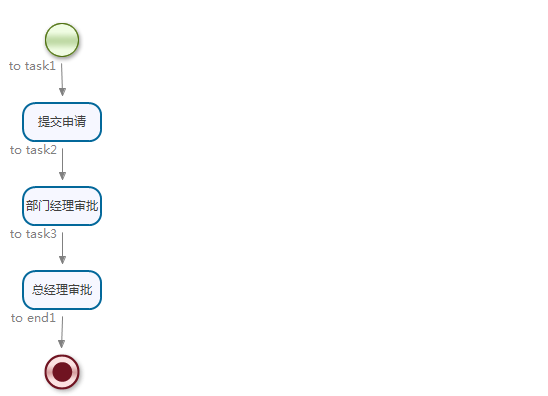 to task1
提交申请
to task2
部门经理审批
to task3
总经理审批
to end1